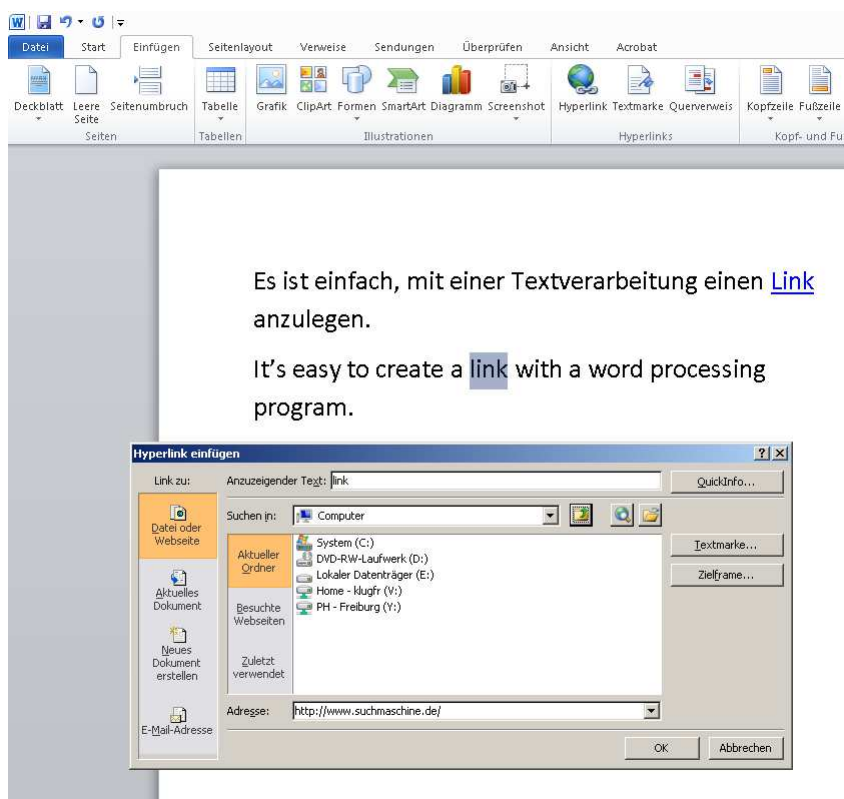 W
Datei Start Einfügen Seitenlayout Verweise Sendungen Überprüfen Ansicht Acrobat
Deckblatt Leere Seite Seitenumbruch Tabelle Grafik ClipArt Formen SmartArt Diagramm Screenshot Hyperlink Textmarke Querverweis Kopfzeile Fußzeile
Seiten Tabellen Illustrationen Hyperlinks Kopf- und Fu
Es ist einfach, mit einer Textverarbeitung einen Link
anzulegen.
It's easy to create a link with a word processing
program.
Hyperlink einfügen
Link zu: Anzuzeigender Text: link QuickInfo...
Datei oder
Webseite
Suchen in: Computer
Aktueller
Ordner
System (C:)
DVD-RW-Laufwerk (D:)
Lokaler Datenträger (E:)
Home - klugfr (V:)
PH - Freiburg (Y:)
Textmarke...
Zielframe...
Aktuelles
Dokument
Besuchte
Webseiten
Neues
Dokument
erstellen
Zuletzt
verwendet
E-Mail-Adresse
Adresse: http://www.suchmaschine.de/
OK Abbrechen